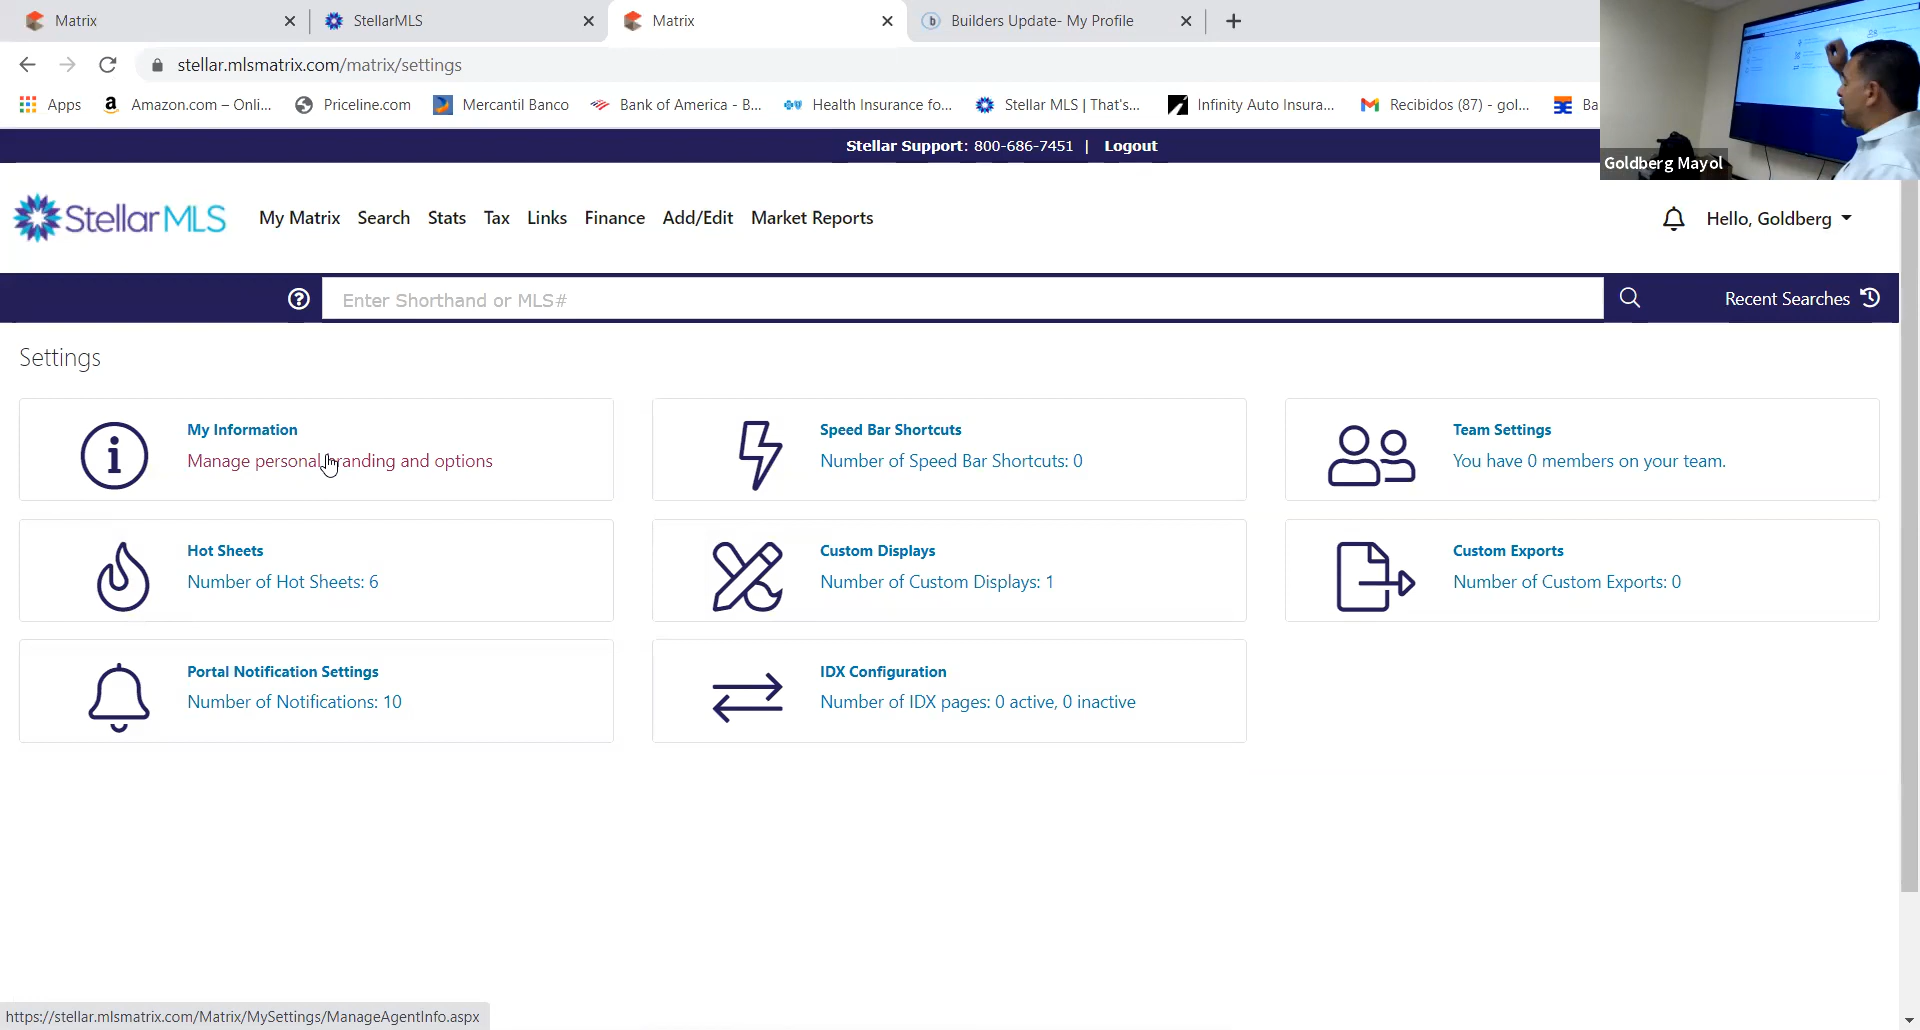 Matrix
StellarMLS
Matrix
Builders Update- My Profile
stellar.mlsmatrix.com/matrix/settings
Apps
Amazon.com – Onli...
Priceline.com
Mercantil Banco
Bank of America - B...
Health Insurance fo...
Stellar MLS | That's...
Infinity Auto Insura...
Recibidos (87) - gol...
Ba
Goldberg Mayol
Stellar Support: 800-686-7451 | Logout
StellarMLS
My Matrix Search Stats Tax Links Finance Add/Edit Market Reports
Hello, Goldberg
Enter Shorthand or MLS#
Recent Searches
Settings
My Information
Manage personal branding and options
Speed Bar Shortcuts
Number of Speed Bar Shortcuts: 0
Team Settings
You have 0 members on your team.
Hot Sheets
Number of Hot Sheets: 6
Custom Displays
Number of Custom Displays: 1
Custom Exports
Number of Custom Exports: 0
Portal Notification Settings
Number of Notifications: 10
IDX Configuration
Number of IDX pages: 0 active, 0 inactive
https://stellar.mlsmatrix.com/Matrix/MySettings/ManageAgentInfo.aspx